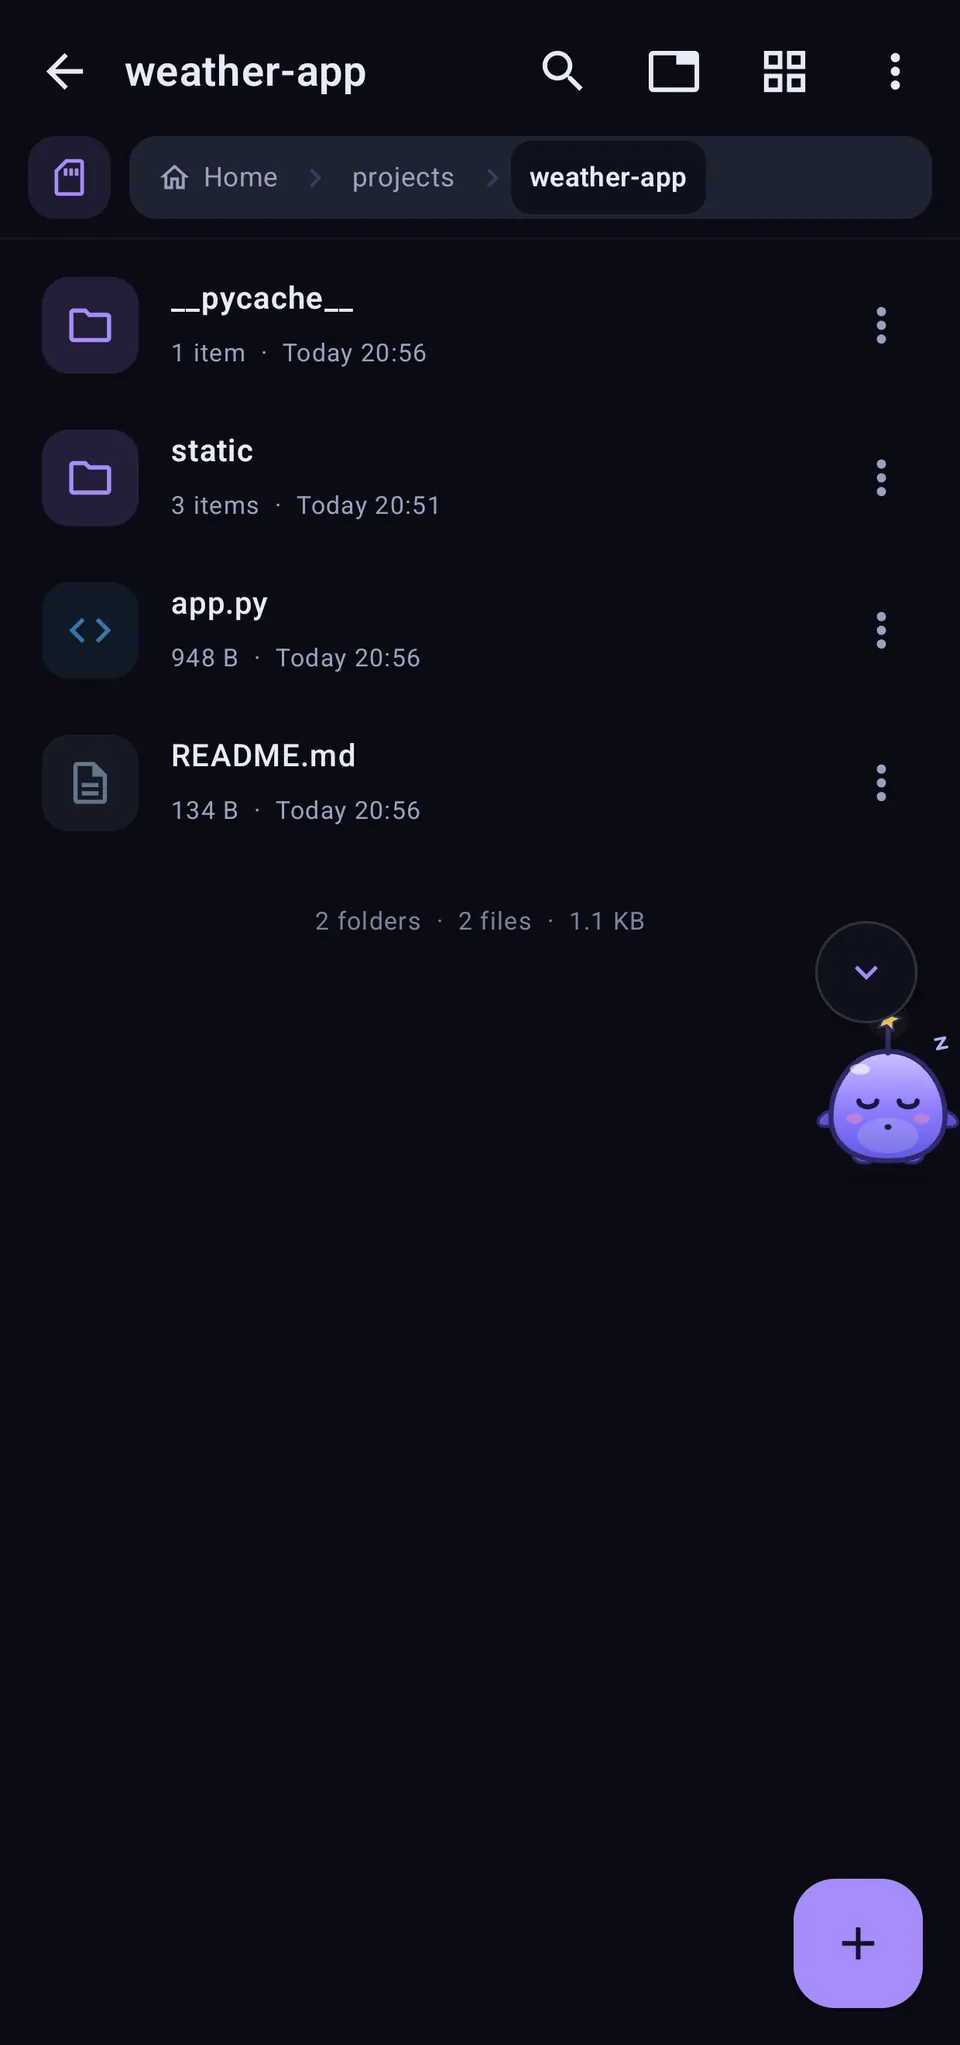 weather-app
Home projects weather-app
__pycache__
1 item · Today 20:56
static
3 items · Today 20:51
app.py
948 B · Today 20:56
README.md
134 B · Today 20:56
2 folders · 2 files · 1.1 KB
z